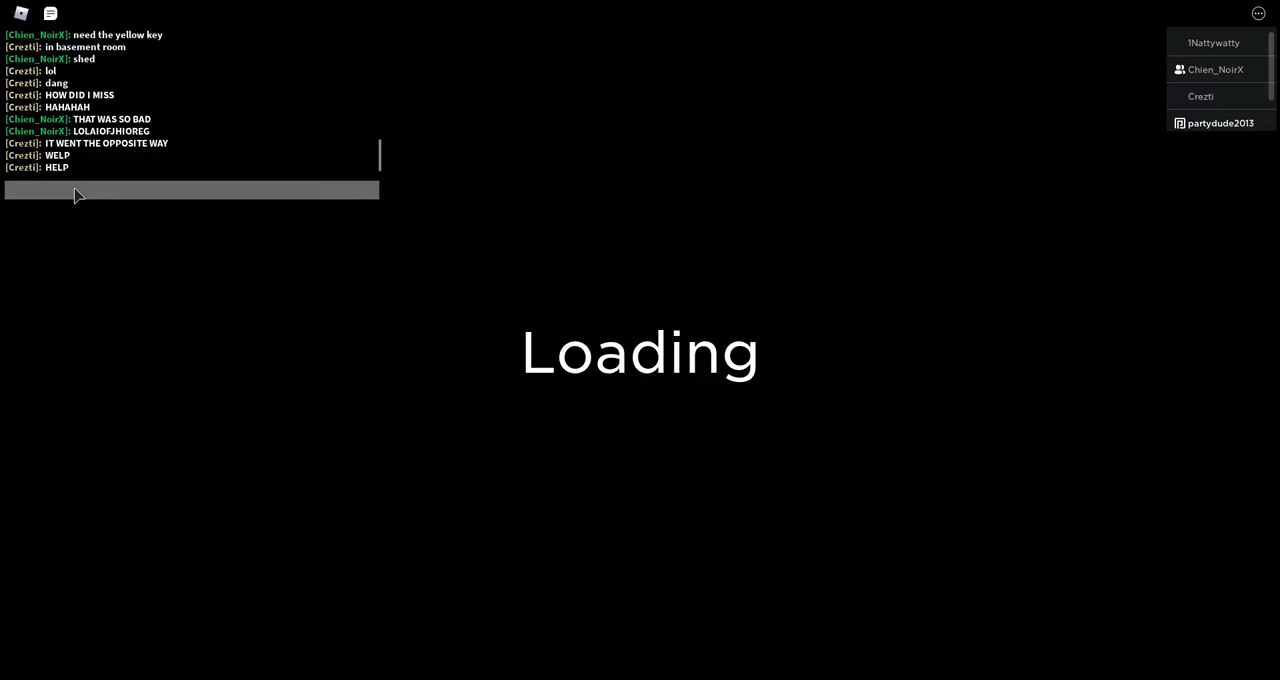 [Chien_NoirX]: need the yellow key
[Crezti]: in basement room
[Chien_NoirX]: shed
[Crezti]: lol
[Crezti]: dang
[Crezti]: HOW DID I MISS
[Crezti]: HAHAHAH
[Chien_NoirX]: THAT WAS SO BAD
[Chien_NoirX]: LOLAIOFJHIOREG
[Crezti]: IT WENT THE OPPOSITE WAY
[Crezti]: WELP
[Crezti]: HELP
1Nattywatty
Chien_NoirX
Crezti
partydude2013
Loading